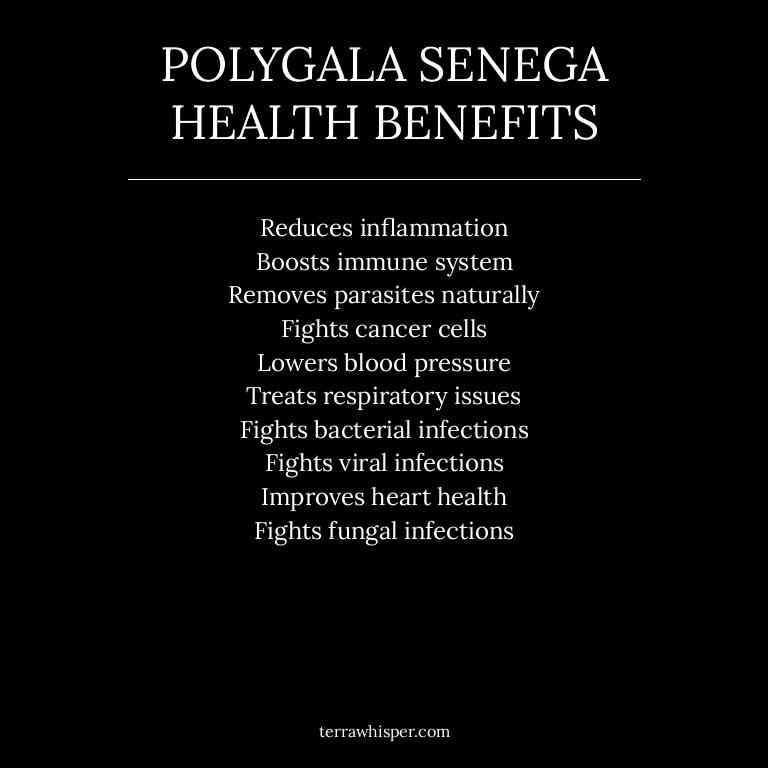 POLYGALA SENEGA
HEALTH BENEFITS
Reduces inflammation
Boosts immune system
Removes parasites naturally
Fights cancer cells
Lowers blood pressure
Treats respiratory issues
Fights bacterial infections
Fights viral infections
Improves heart health
Fights fungal infections
terrawhisper.com